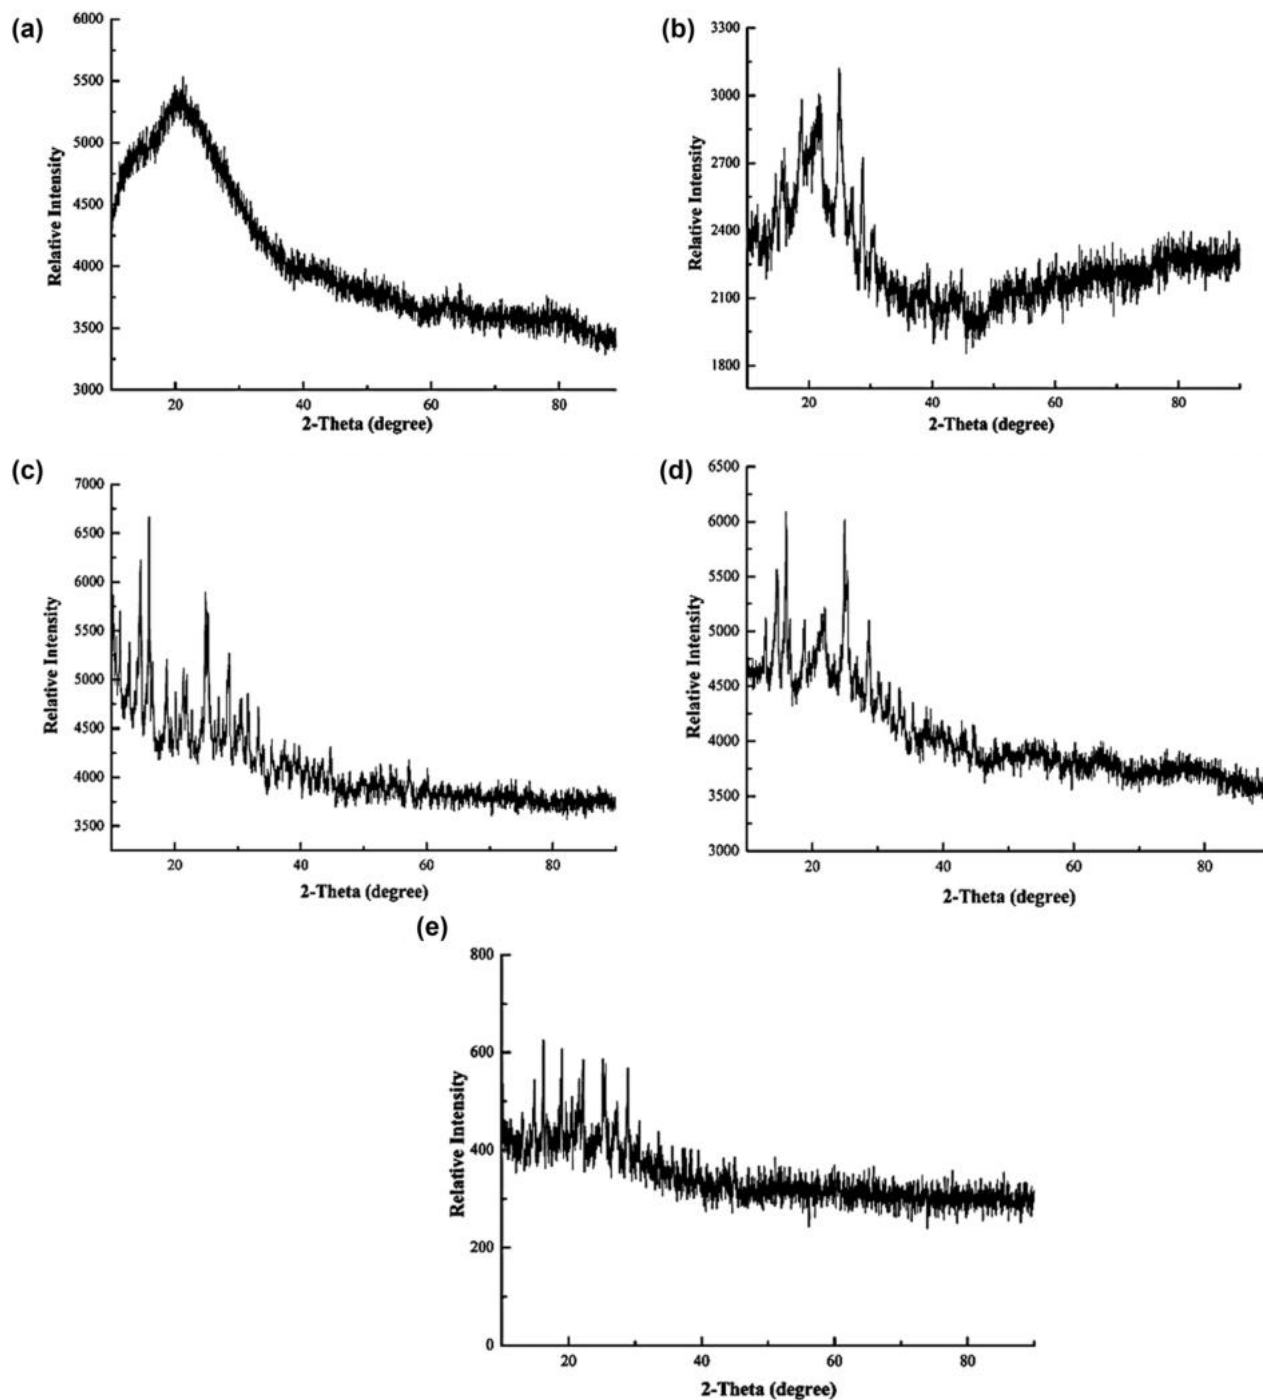 (a)
6000
5500
5000
4500
4000
3500
3000
Relative Intensity
20 40 60 80
2-Theta (degree)
(b)
3300
3000
2700
2400
2100
1800
Relative Intensity
20 40 60 80
2-Theta (degree)
(c)
7000
6500
6000
5500
5000
4500
4000
3500
Relative Intensity
20 40 60 80
2-Theta (degree)
(d)
6500
6000
5500
5000
4500
4000
3500
3000
Relative Intensity
20 40 60 80
2-Theta (degree)
(e)
800
600
400
200
0
Relative Intensity
20 40 60 80
2-Theta (degree)